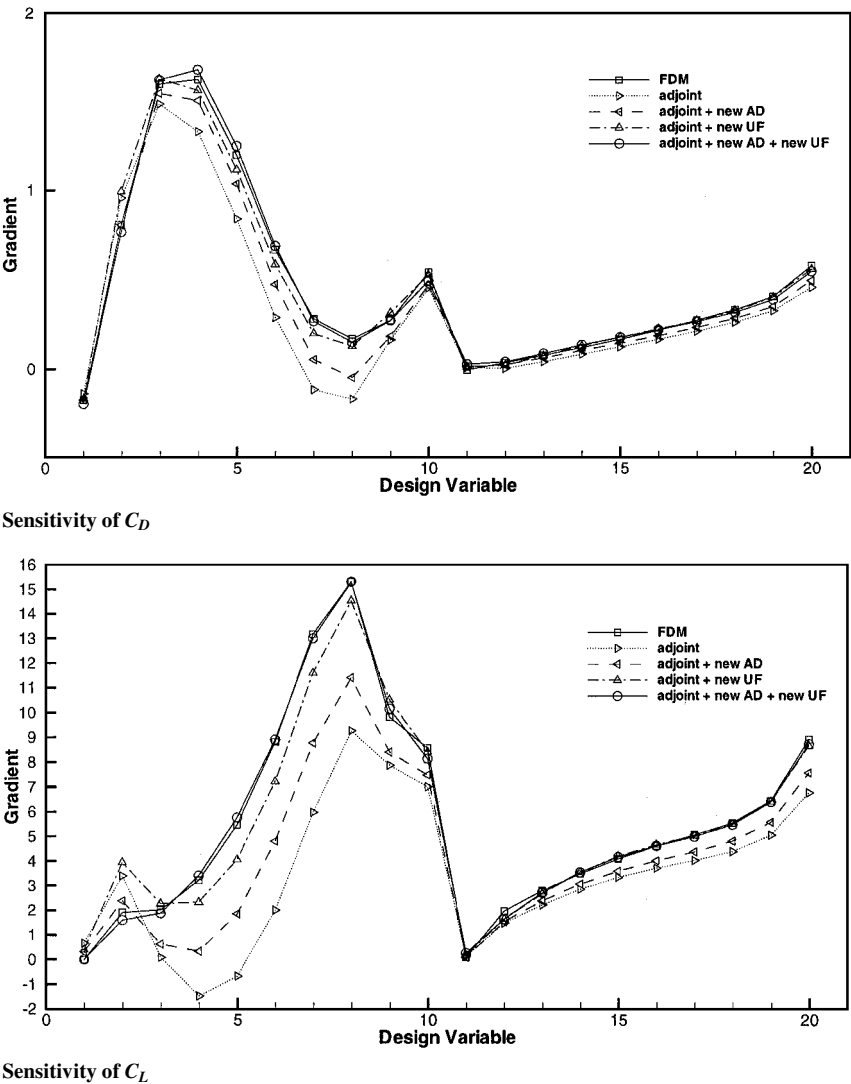 2
FDM
adjoint
adjoint + new AD
adjoint + new UF
adjoint + new AD + new UF
1
Gradient
0
0 5 10 15 20
Design Variable
Sensitivity of C_D
16
15
14
13
12
11
10
9
8
7
6
5
4
3
2
1
0
-1
-2
FDM
adjoint
adjoint + new AD
adjoint + new UF
adjoint + new AD + new UF
Gradient
0 5 10 15 20
Design Variable
Sensitivity of C_L